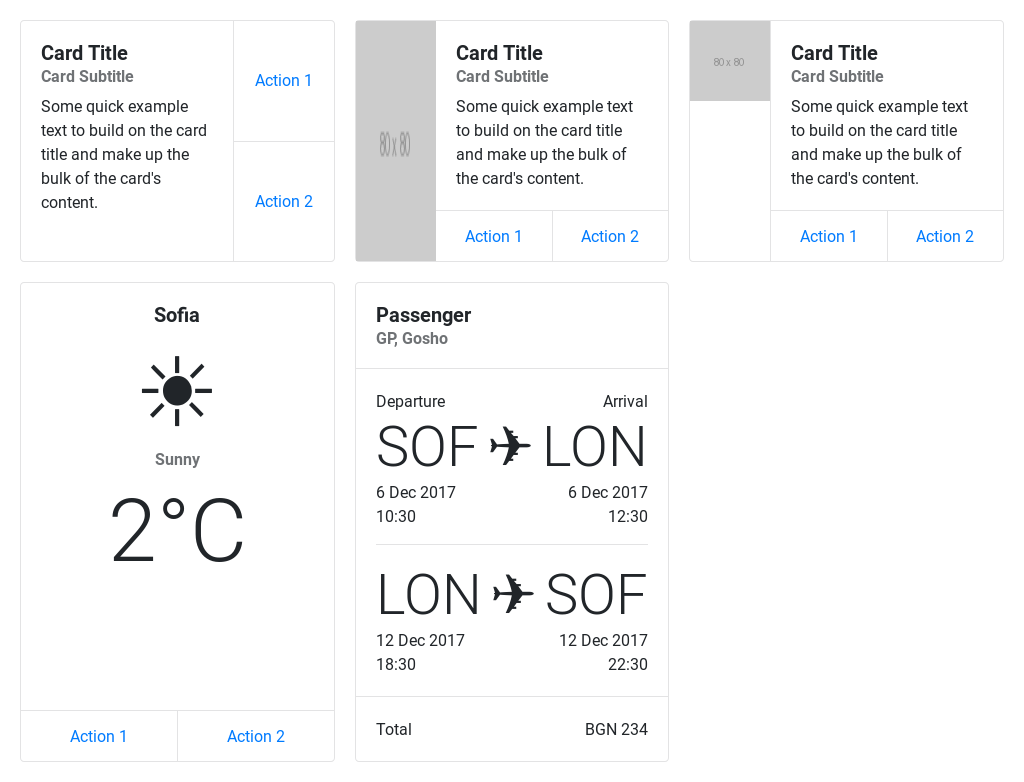 Card Title
Card Subtitle
Some quick example
text to build on the card
title and make up the
bulk of the card's
content.
Action 1
Action 2
80 x 80
Card Title
Card Subtitle
Some quick example text
to build on the card title
and make up the bulk of
the card's content.
Action 1
Action 2
80 x 80
Card Title
Card Subtitle
Some quick example text
to build on the card title
and make up the bulk of
the card's content.
Action 1
Action 2
Sofia
Sunny
2°C
Action 1
Action 2
Passenger
GP, Gosho
Departure Arrival
SOF ✈ LON
6 Dec 2017 6 Dec 2017
10:30 12:30
LON ✈ SOF
12 Dec 2017 12 Dec 2017
18:30 22:30
Total BGN 234